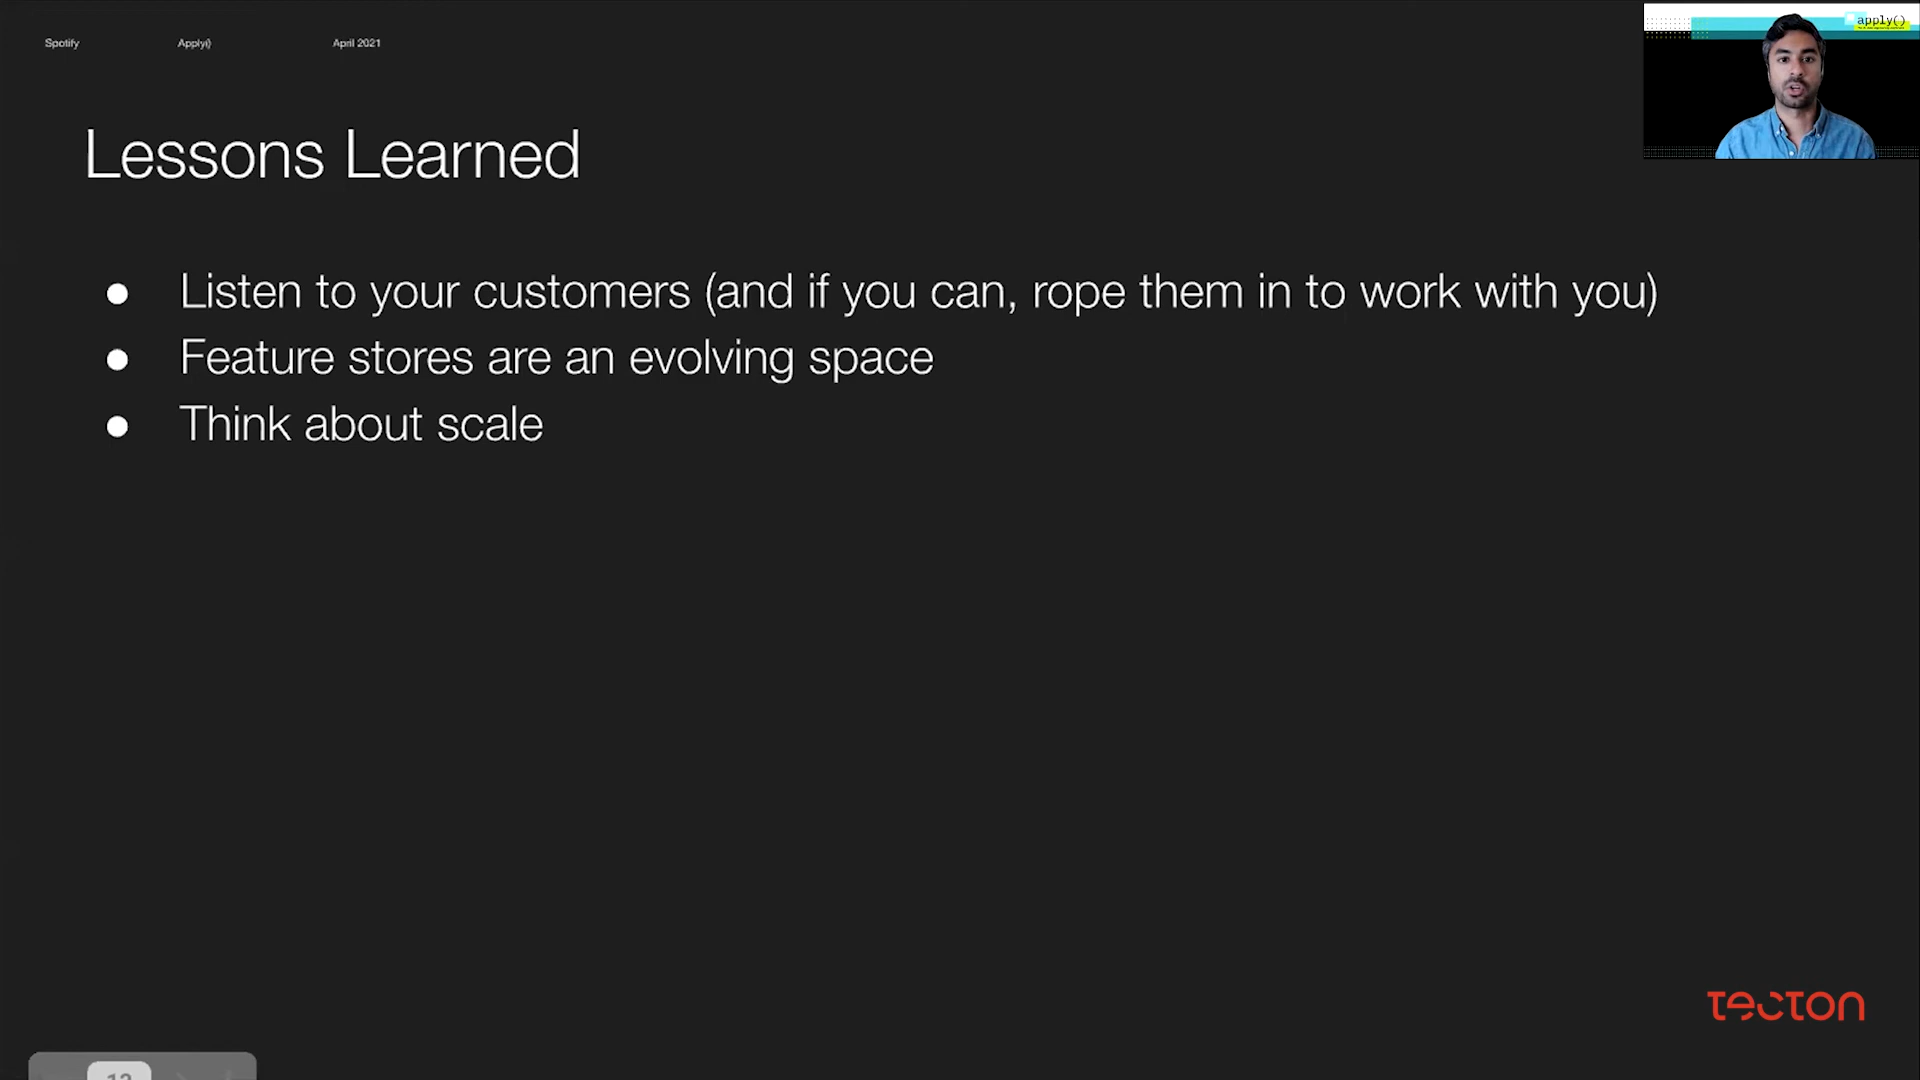 Spotify Apply() April 2021
apply()
Lessons Learned
● Listen to your customers (and if you can, rope them in to work with you)
● Feature stores are an evolving space
● Think about scale
tecton